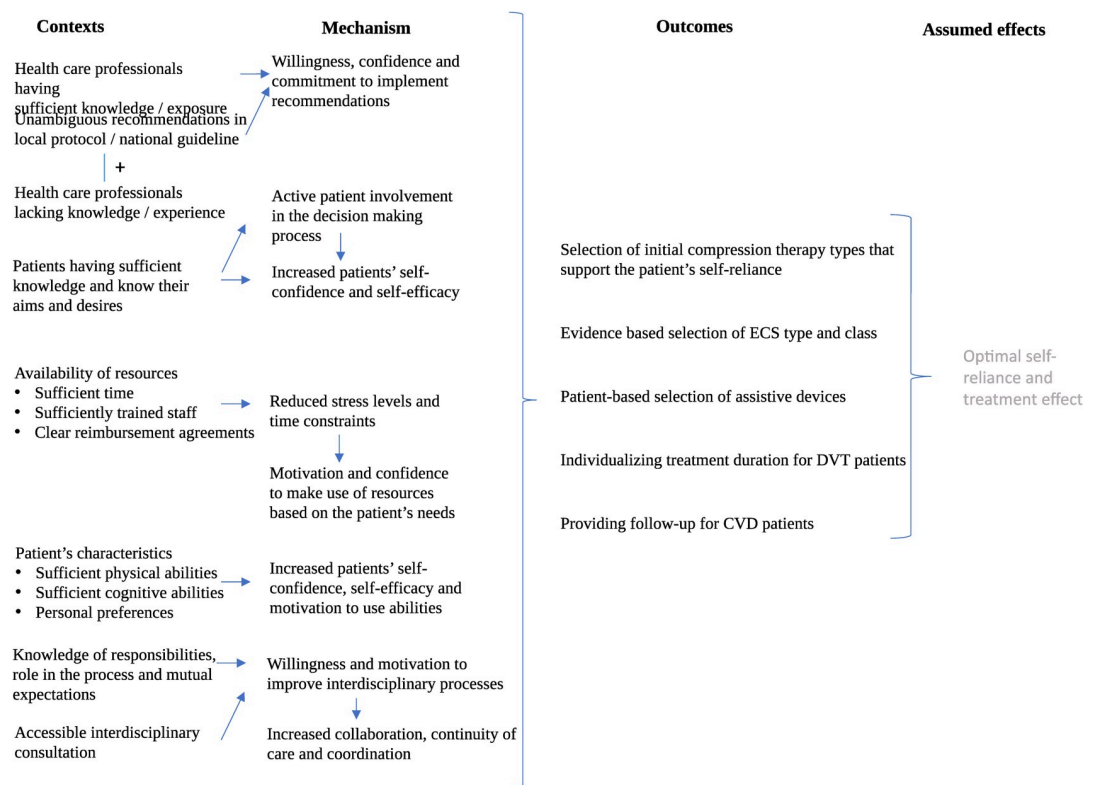 Contexts
Mechanism
Outcomes
Assumed effects
Health care professionals
having
sufficient knowledge / exposure
Unambiguous recommendations in
local protocol / national guideline
+
Health care professionals
lacking knowledge / experience
Patients having sufficient
knowledge and know their
aims and desires
Availability of resources
• Sufficient time
• Sufficiently trained staff
• Clear reimbursement agreements
Patient’s characteristics
• Sufficient physical abilities
• Sufficient cognitive abilities
• Personal preferences
Knowledge of responsibilities,
role in the process and mutual
expectations
Accessible interdisciplinary
consultation
Willingness, confidence and
commitment to implement
recommendations
Active patient involvement
in the decision making
process
Increased patients’ self-
confidence and self-efficacy
Reduced stress levels and
time constraints
Motivation and confidence
to make use of resources
based on the patient’s needs
Increased patients’ self-
confidence, self-efficacy and
motivation to use abilities
Willingness and motivation to
improve interdisciplinary processes
Increased collaboration, continuity of
care and coordination
Selection of initial compression therapy types that
support the patient’s self-reliance
Evidence based selection of ECS type and class
Patient-based selection of assistive devices
Individualizing treatment duration for DVT patients
Providing follow-up for CVD patients
Optimal self-
reliance and
treatment effect